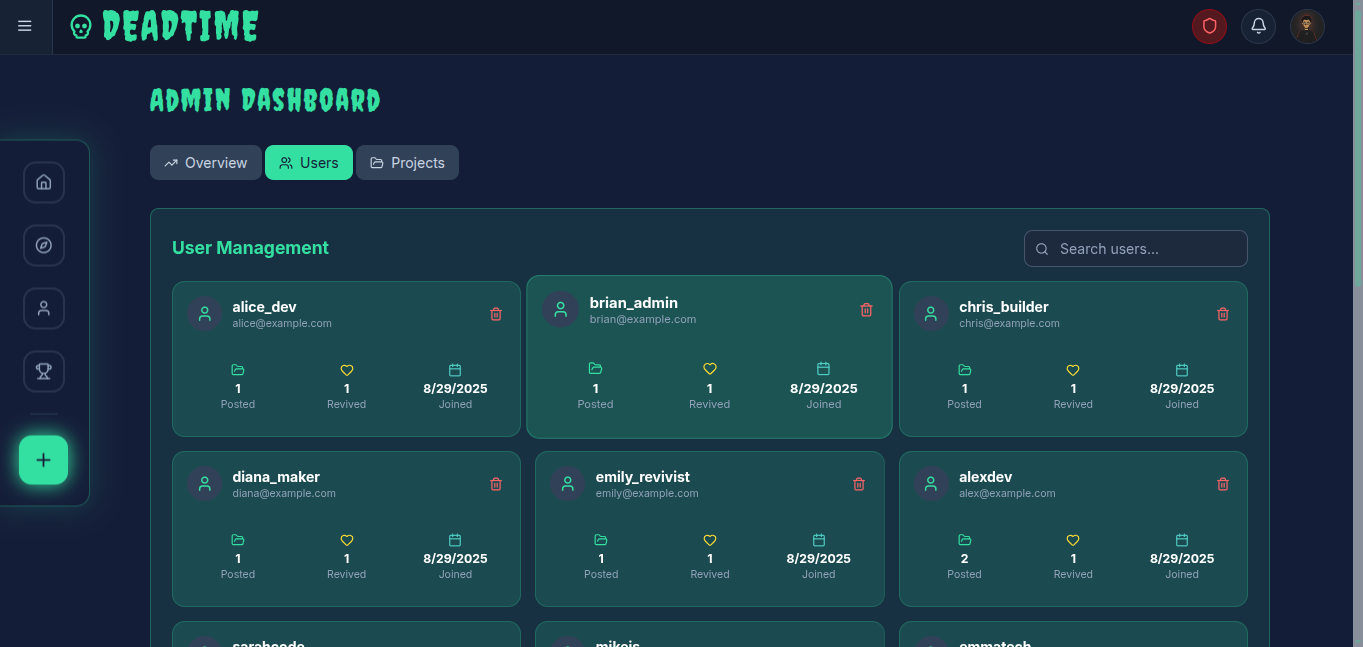 DEADTIME
ADMIN DASHBOARD
Overview Users Projects
User Management Search users...
alice_dev
alice@example.com
1 1 8/29/2025
Posted Revived Joined
brian_admin
brian@example.com
1 1 8/29/2025
Posted Revived Joined
chris_builder
chris@example.com
1 1 8/29/2025
Posted Revived Joined
diana_maker
diana@example.com
1 1 8/29/2025
Posted Revived Joined
emily_revivist
emily@example.com
1 1 8/29/2025
Posted Revived Joined
alexdev
alex@example.com
2 1 8/29/2025
Posted Revived Joined
sarahcode
mikejs
emmatech